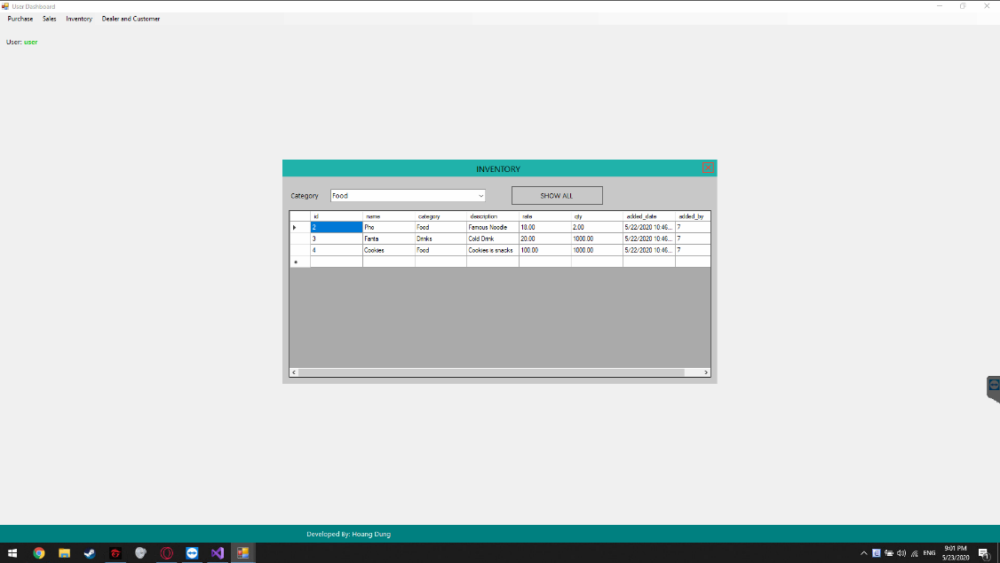 User Dashboard
Purchase Sales Inventory Dealer and Customer
User: user
INVENTORY
Category Food SHOW ALL
id name category description rate qty added_date added_by
2 Pho Food Famous Noodle 18.00 2.00 5/22/2020 10:46... 7
3 Fanta Drinks Cold Drink 20.00 1000.00 5/22/2020 10:46... 7
4 Cookies Food Cookies is snacks 100.00 1000.00 5/22/2020 10:46... 7
Developed By: Hoang Dung
ENG
9:01 PM
5/23/2020
1